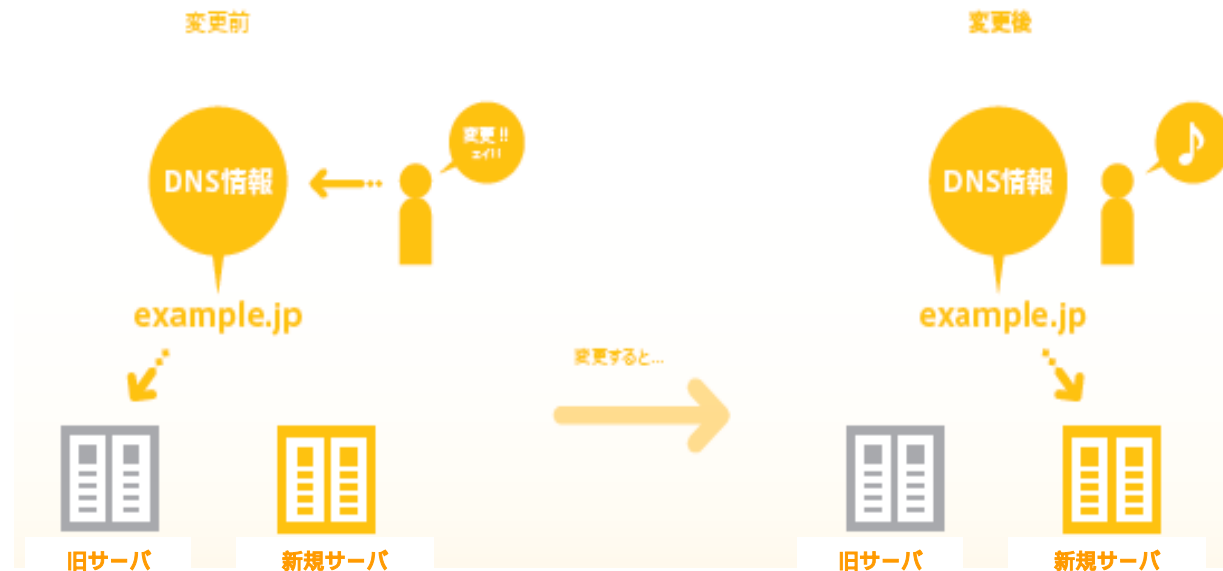 変更前
変更後
変更!!
エイ!!
DNS情報
DNS情報
example.jp
example.jp
変更すると...
旧サーバ
新規サーバ
旧サーバ
新規サーバ